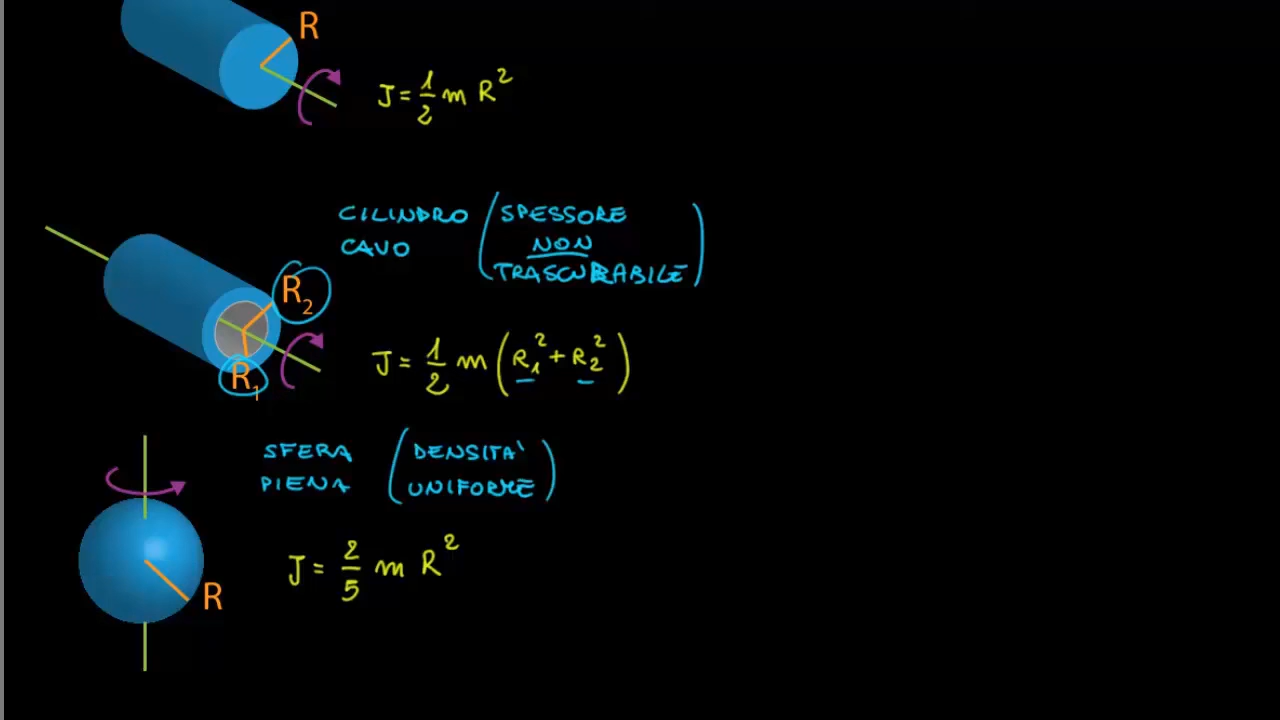 R
J = 1/2 m R²
CILINDRO (SPESSORE
CAVO NON
TRASCURABILE)
R₂
R₁
J = 1/2 m (R₁² + R₂²)
SFERA (DENSITA'
PIENA UNIFORME)
J = 2/5 m R²
R